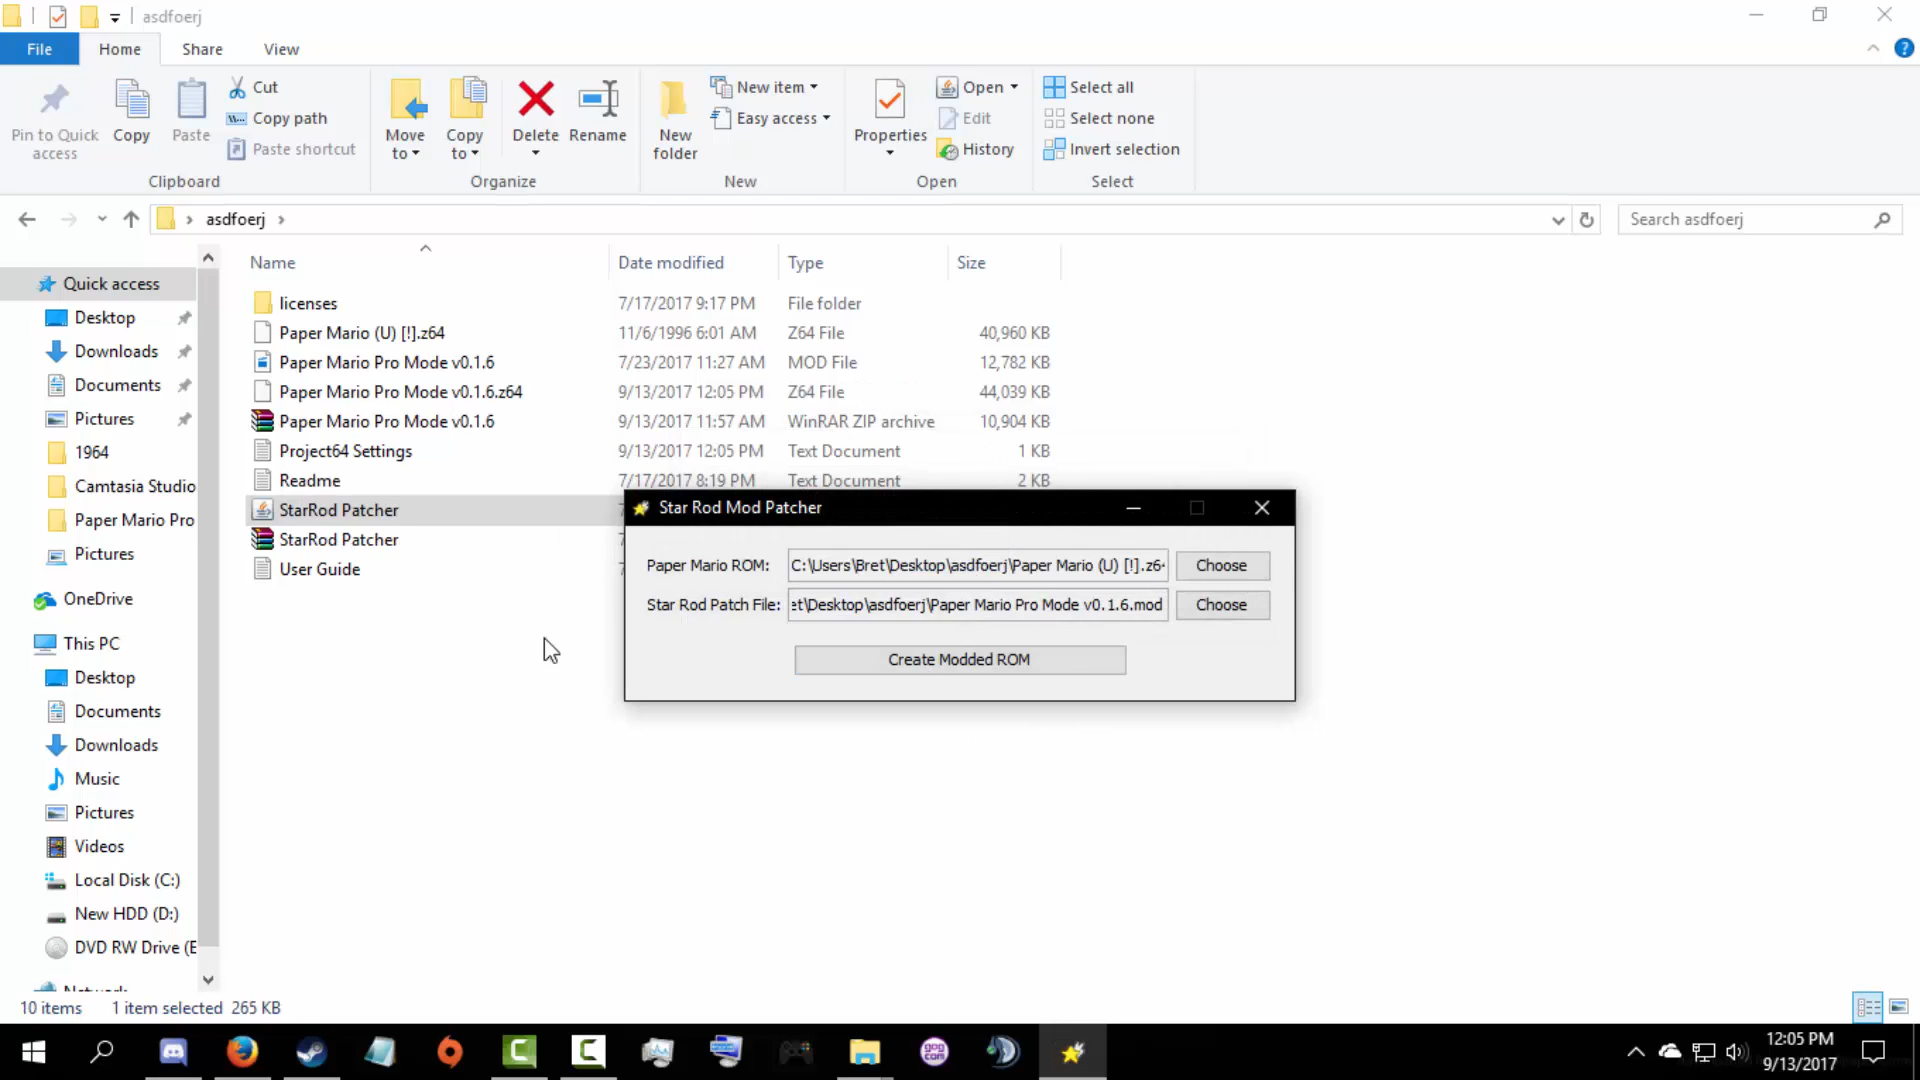 asdfoerj
File Home Share View
Pin to Quick access
Copy
Paste
Cut
Copy path
Paste shortcut
Clipboard
Move to
Copy to
Delete
Rename
Organize
New folder
New item
Easy access
New
Properties
Open
Edit
History
Open
Select all
Select none
Invert selection
Select
asdfoerj
Search asdfoerj
Name Date modified Type Size
Quick access
Desktop
Downloads
Documents
Pictures
1964
Camtasia Studio
Paper Mario Pro
Pictures
OneDrive
This PC
Desktop
Documents
Downloads
Music
Pictures
Videos
Local Disk (C:)
New HDD (D:)
DVD RW Drive (E
licenses 7/17/2017 9:17 PM File folder
Paper Mario (U) [!].z64 11/6/1996 6:01 AM Z64 File 40,960 KB
Paper Mario Pro Mode v0.1.6 7/23/2017 11:27 AM MOD File 12,782 KB
Paper Mario Pro Mode v0.1.6.z64 9/13/2017 12:05 PM Z64 File 44,039 KB
Paper Mario Pro Mode v0.1.6 9/13/2017 11:57 AM WinRAR ZIP archive 10,904 KB
Project64 Settings 9/13/2017 12:05 PM Text Document 1 KB
Readme 7/17/2017 8:19 PM Text Document 2 KB
StarRod Patcher
StarRod Patcher
User Guide
Star Rod Mod Patcher
Paper Mario ROM: C:\Users\Bret\Desktop\asdfoerj\Paper Mario (U) [!].z6 Choose
Star Rod Patch File: et\Desktop\asdfoerj\Paper Mario Pro Mode v0.1.6.mod Choose
Create Modded ROM
10 items 1 item selected 265 KB
gog
com
12:05 PM
9/13/2017